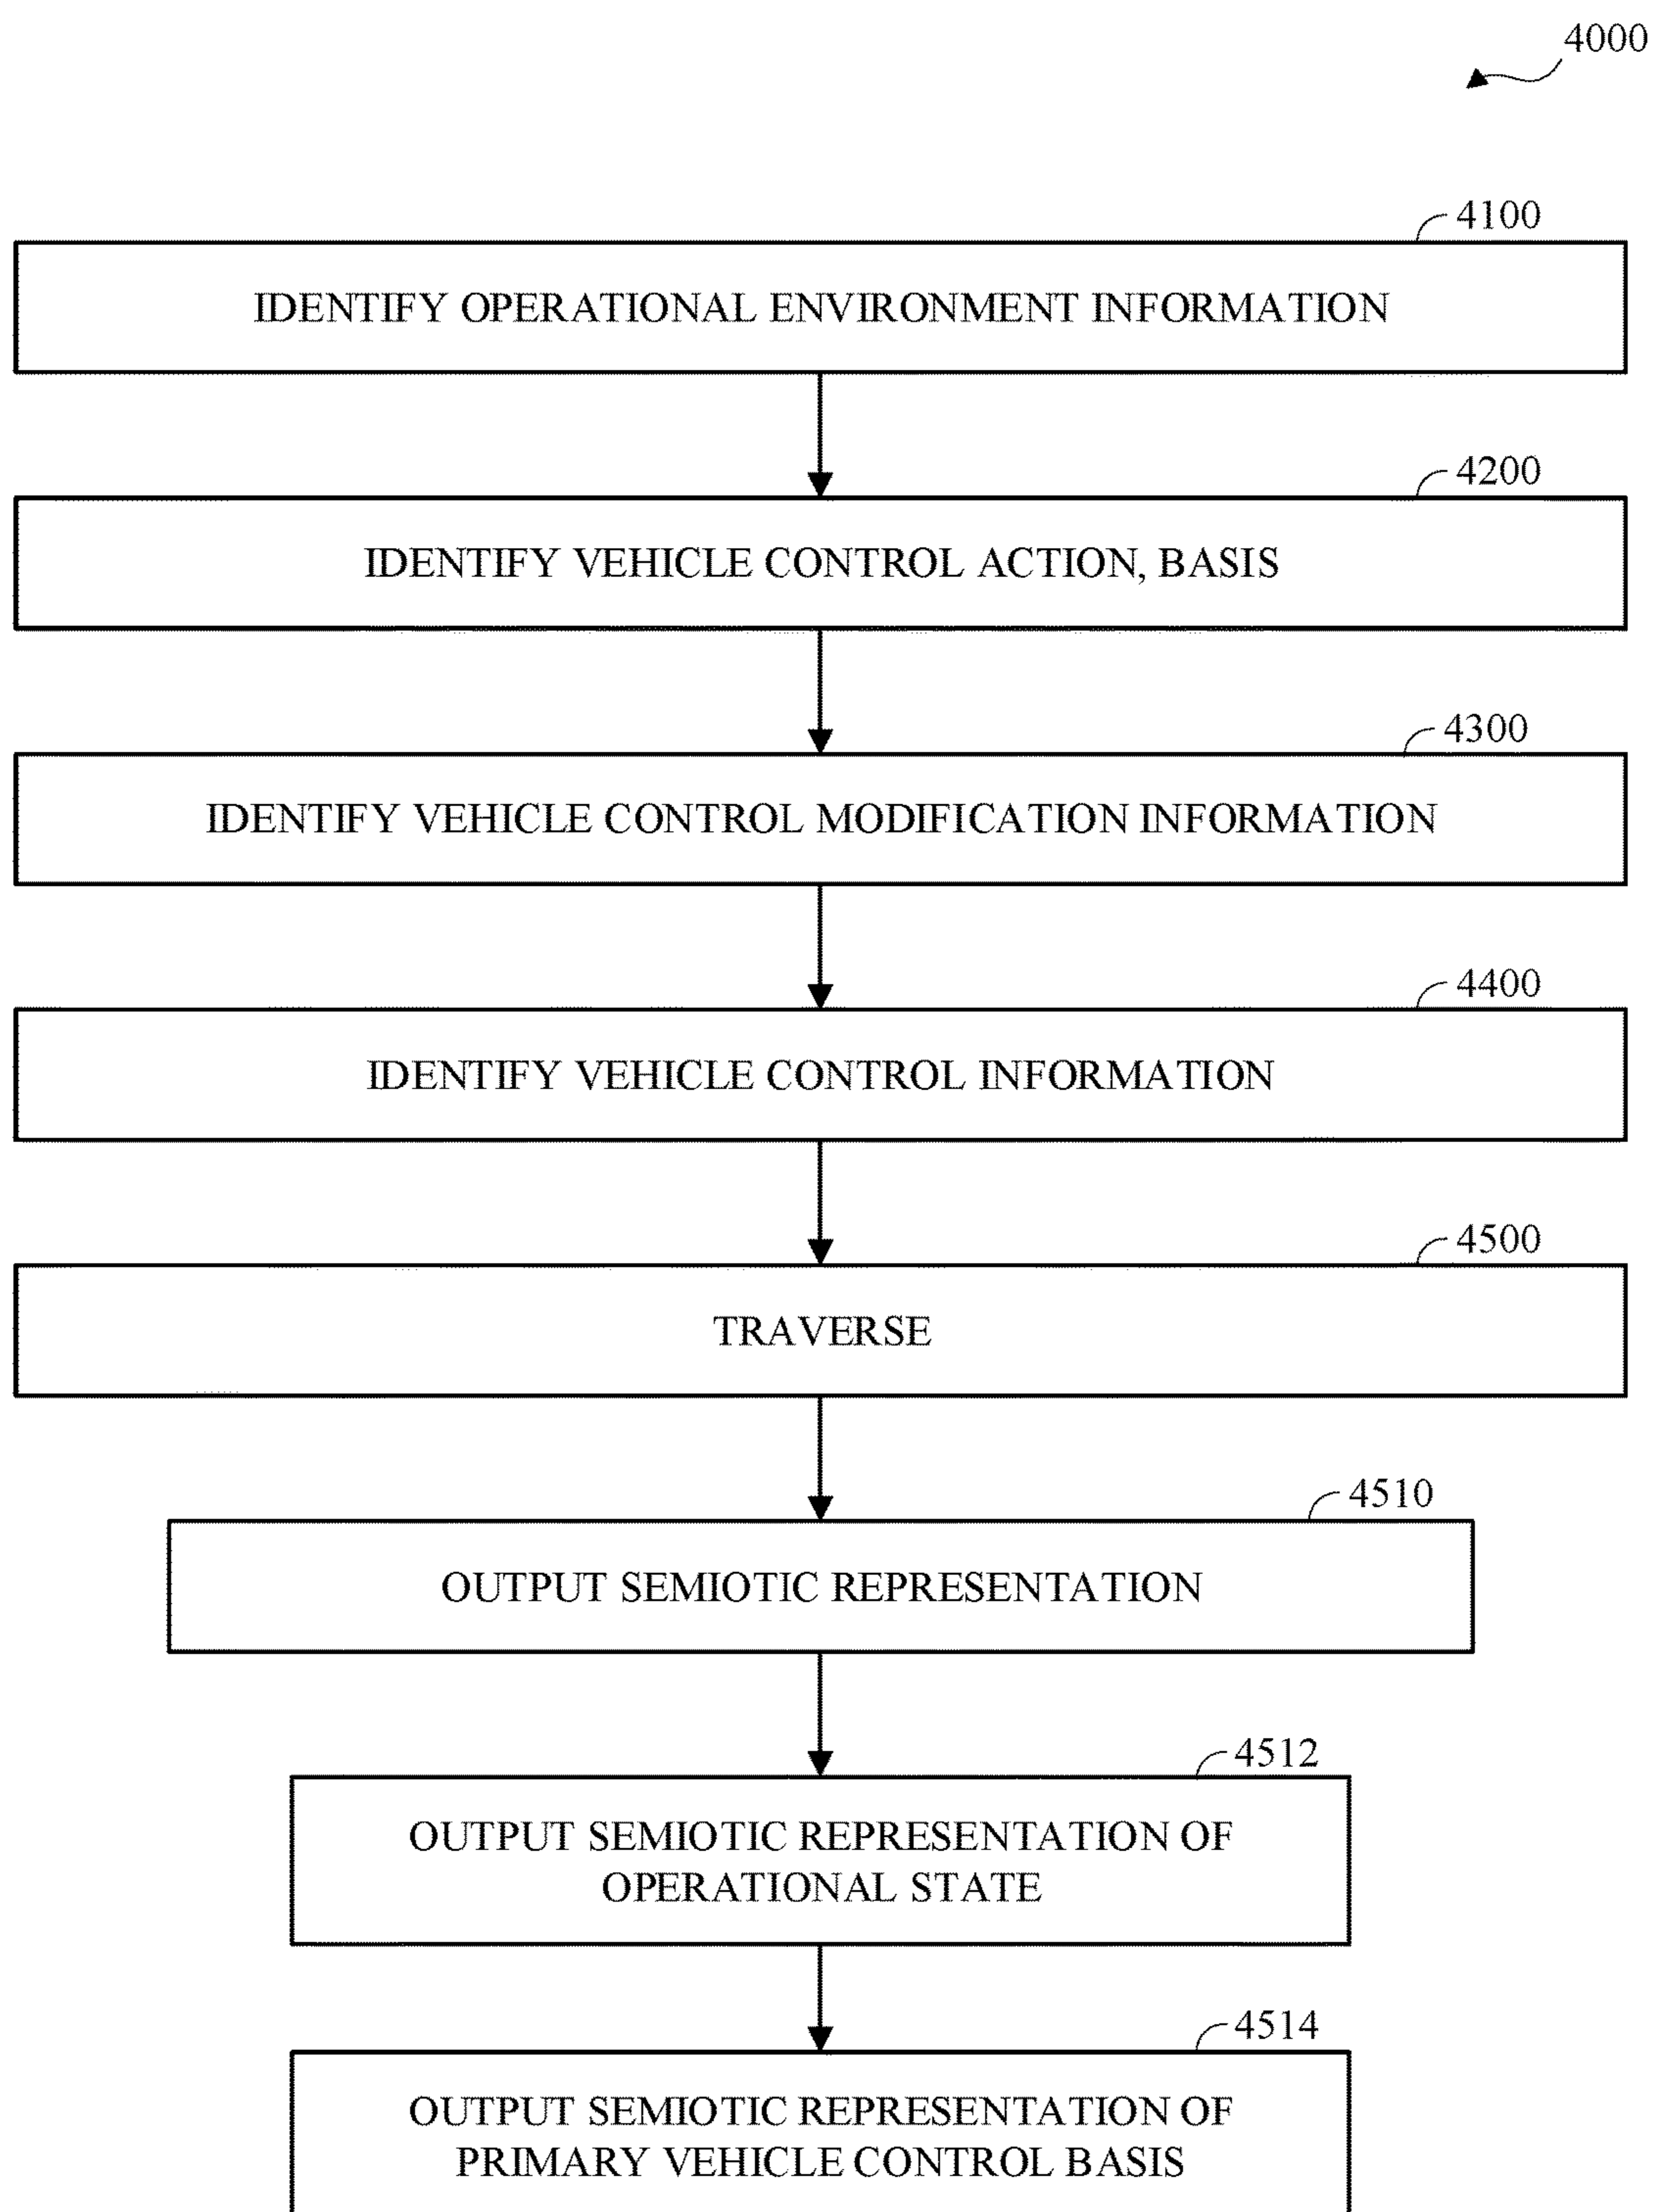 4000
4100
IDENTIFY OPERATIONAL ENVIRONMENT INFORMATION
4200
IDENTIFY VEHICLE CONTROL ACTION, BASIS
4300
IDENTIFY VEHICLE CONTROL MODIFICATION INFORMATION
4400
IDENTIFY VEHICLE CONTROL INFORMATION
4500
TRAVERSE
4510
OUTPUT SEMIOTIC REPRESENTATION
4512
OUTPUT SEMIOTIC REPRESENTATION OF
OPERATIONAL STATE
4514
OUTPUT SEMIOTIC REPRESENTATION OF
PRIMARY VEHICLE CONTROL BASIS